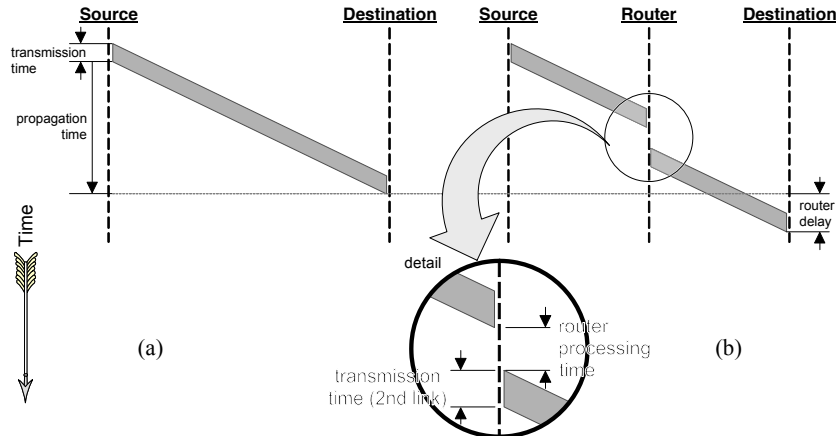 Source
Destination
Source
Router
Destination
transmission
time
propagation
time
router
delay
Time
detail
(a)
(b)
router
processing
time
transmission
time (2nd link)